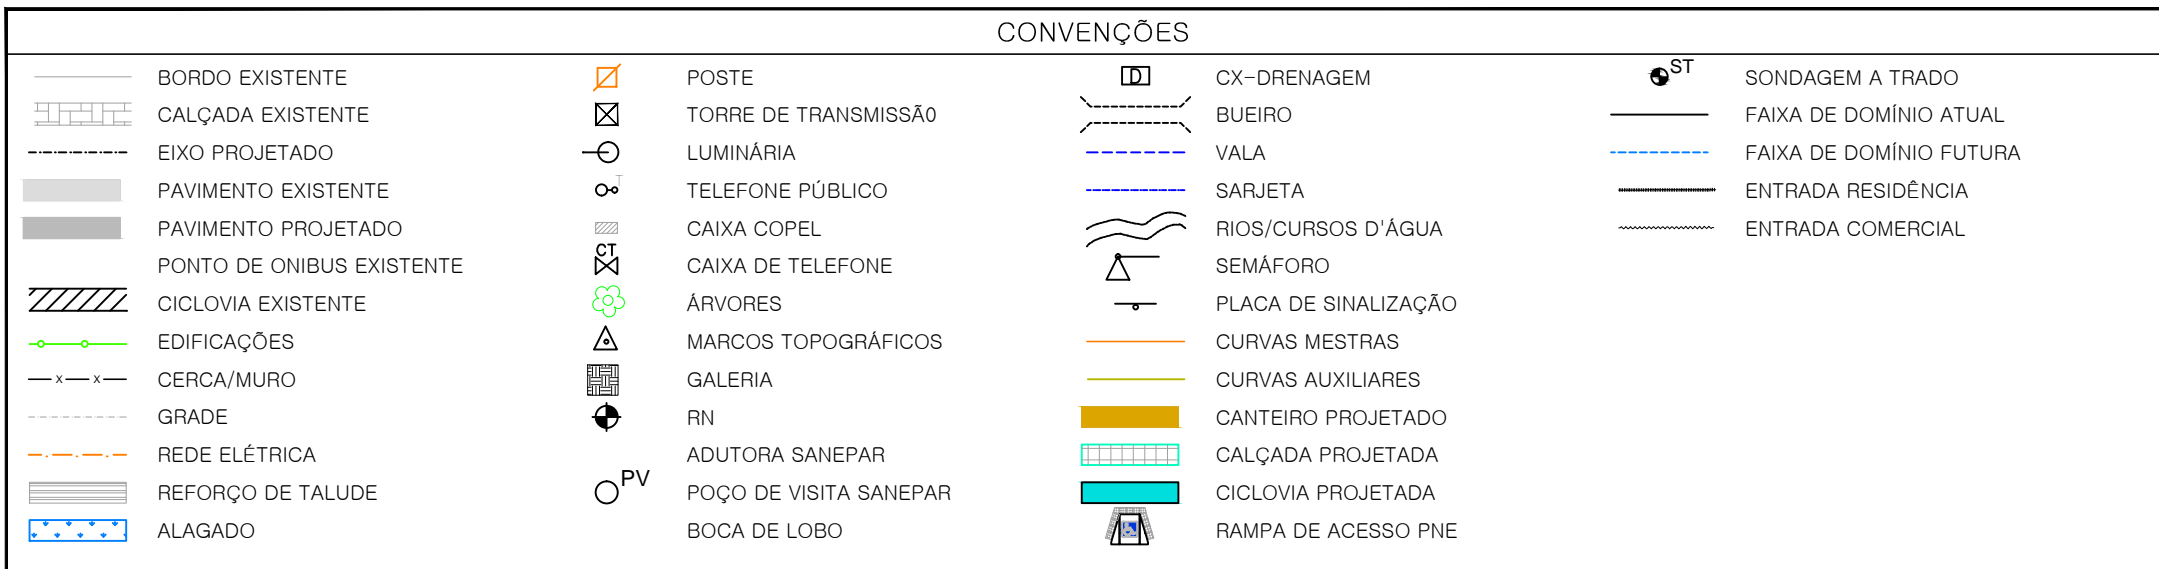 CONVENÇÕES
BORDO EXISTENTE
CALÇADA EXISTENTE
EIXO PROJETADO
PAVIMENTO EXISTENTE
PAVIMENTO PROJETADO
PONTO DE ONIBUS EXISTENTE
CICLOVIA EXISTENTE
EDIFICAÇÕES
x x CERCA/MURO
GRADE
REDE ELÉTRICA
REFORÇO DE TALUDE
ALAGADO
POSTE
TORRE DE TRANSMISSÃ0
LUMINÁRIA
T TELEFONE PÚBLICO
CAIXA COPEL
CT CAIXA DE TELEFONE
ÁRVORES
MARCOS TOPOGRÁFICOS
GALERIA
RN
ADUTORA SANEPAR
PV POÇO DE VISITA SANEPAR
BOCA DE LOBO
D CX-DRENAGEM
BUEIRO
VALA
SARJETA
RIOS/CURSOS D'ÁGUA
SEMÁFORO
PLACA DE SINALIZAÇÃO
CURVAS MESTRAS
CURVAS AUXILIARES
CANTEIRO PROJETADO
CALÇADA PROJETADA
CICLOVIA PROJETADA
RAMPA DE ACESSO PNE
ST SONDAGEM A TRADO
FAIXA DE DOMÍNIO ATUAL
FAIXA DE DOMÍNIO FUTURA
ENTRADA RESIDÊNCIA
ENTRADA COMERCIAL